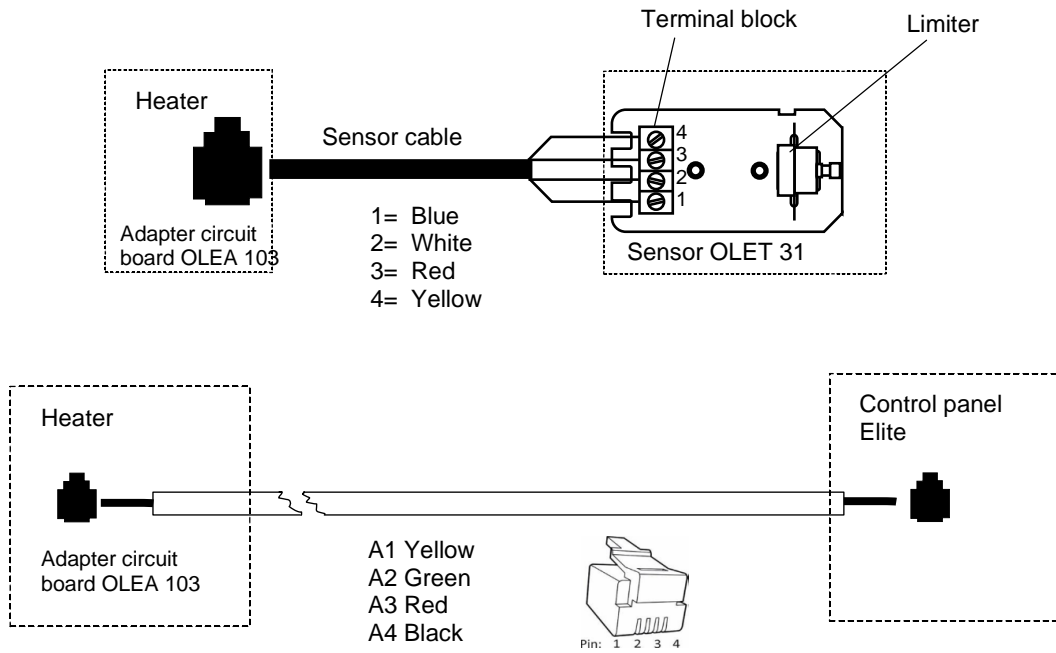 Terminal block
Limiter
Heater
Sensor cable
4
3
2
1
Adapter circuit
board OLEA 103
1= Blue
2= White
3= Red
4= Yellow
Sensor OLET 31
Heater
Control panel
Elite
Adapter circuit
board OLEA 103
A1 Yellow
A2 Green
A3 Red
A4 Black
Pin: 1 2 3 4